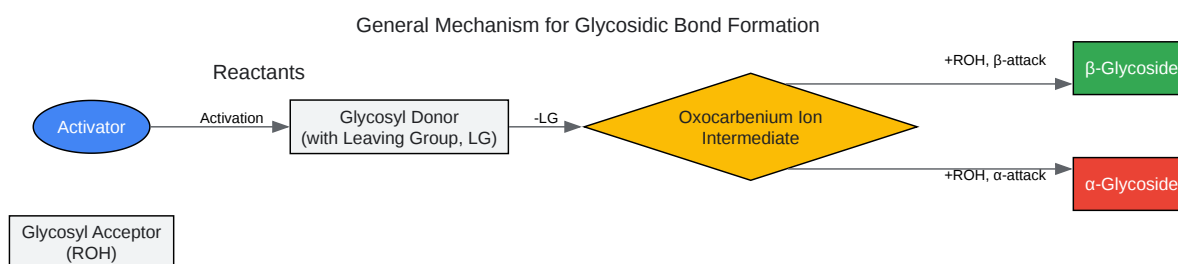 General Mechanism for Glycosidic Bond Formation
Reactants
Activator
Activation
Glycosyl Donor
(with Leaving Group, LG)
-LG
Oxocarbenium Ion
Intermediate
+ROH, β-attack
β-Glycoside
+ROH, α-attack
α-Glycoside
Glycosyl Acceptor
(ROH)